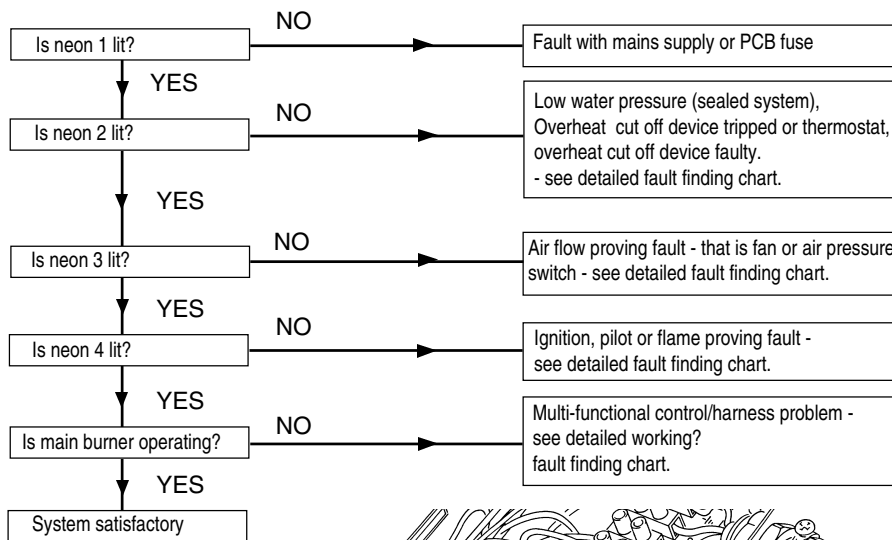 Is neon 1 lit?
NO
Fault with mains supply or PCB fuse
YES
Is neon 2 lit?
NO
Low water pressure (sealed system),
Overheat cut off device tripped or thermostat,
overheat cut off device faulty.
- see detailed fault finding chart.
YES
Is neon 3 lit?
NO
Air flow proving fault - that is fan or air pressure
switch - see detailed fault finding chart.
YES
Is neon 4 lit?
NO
Ignition, pilot or flame proving fault -
see detailed fault finding chart.
YES
Is main burner operating?
NO
Multi-functional control/harness problem -
see detailed working?
fault finding chart.
YES
System satisfactory